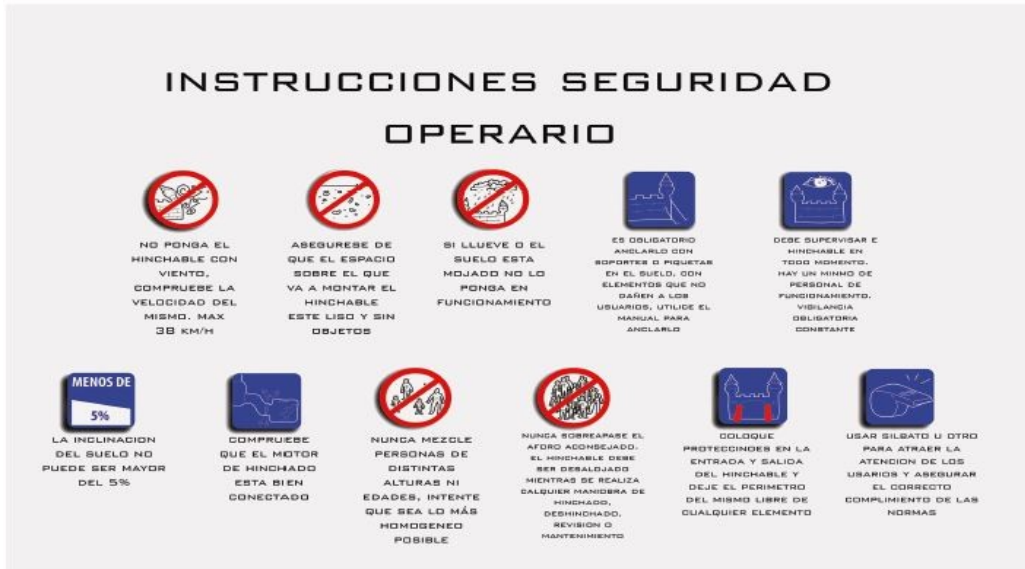 INSTRUCCIONES SEGURIDAD
OPERARIO
NO PONGA EL
HINCHABLE CON
VIENTO,
COMPRUEBE LA
VELOCIDAD DEL
MISMO. MAX
38 KM/H
ASEGURESE DE
QUE EL ESPACIO
SOBRE EL QUE
VA A MONTAR EL
HINCHABLE
ESTE LISO Y SIN
OBJETOS
SI LLUEVE O EL
SUELO ESTA
MOJADO NO LO
PONGA EN
FUNCIONAMIENTO
ES OBLIGATORIO
ANCLARLO CON
SOPORTES O PIQUETAS
EN EL SUELO, CON
ELEMENTOS QUE NO
DAÑEN A LOS
USUARIOS, UTILICE EL
MANUAL PARA
ANCLARLO
DEBE SUPERVISAR E
HINCHABLE EN
TODO MOMENTO.
HAY UN MINMO DE
PERSONAL DE
FUNCIONAMIENTO.
VIGILANCIA
OBLIGATORIA
CONSTANTE
MENOS DE
5%
LA INCLINACION
DEL SUELO NO
PUEDE SER MAYOR
DEL 5%
COMPRUEBE
QUE EL MOTOR
DE HINCHADO
ESTA BIEN
CONECTADO
NUNCA MEZCLE
PERSONAS DE
DISTINTAS
ALTURAS NI
EDADES, INTENTE
QUE SEA LO MÁS
HOMOGENEO
POSIBLE
NUNCA SOBREAPASE EL
AFORO ACONSEJADO.
EL HINCHABLE DEBE
SER DESALOJADO
MIENTRAS SE REALIZA
CALQUIER MANIOBRA DE
HINCHADO,
DESHINCHADO,
REVISION O
MANTENIMIENTO
COLOQUE
PROTECCINOES EN LA
ENTRADA Y SALIDA
DEL HINCHABLE Y
DEJE EL PERIMETRO
DEL MISMO LIBRE DE
CUALQUIER ELEMENTO
USAR SILBATO U OTRO
PARA ATRAER LA
ATENCION DE LOS
USARIOS Y ASEGURAR
EL CORRECTO
COMPLIMIENTO DE LAS
NORMAS